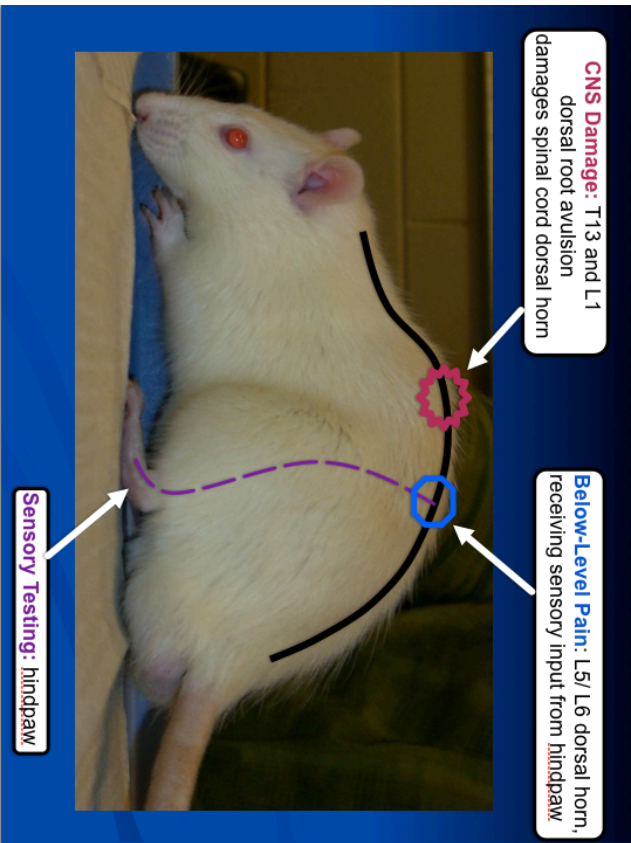 CNS Damage: T13 and L1
dorsal root avulsion
damages spinal cord dorsal horn
Below-Level Pain: L5/ L6 dorsal horn,
receiving sensory input from hindpaw
Sensory Testing: hindpaw